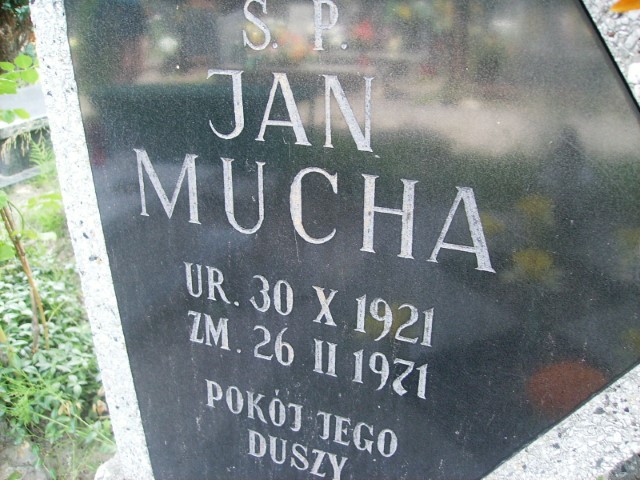 Ś. P.
JAN
MUCHA
UR. 30 X 1921
ZM. 26 II 1971
POKÓJ JEGO
DUSZY